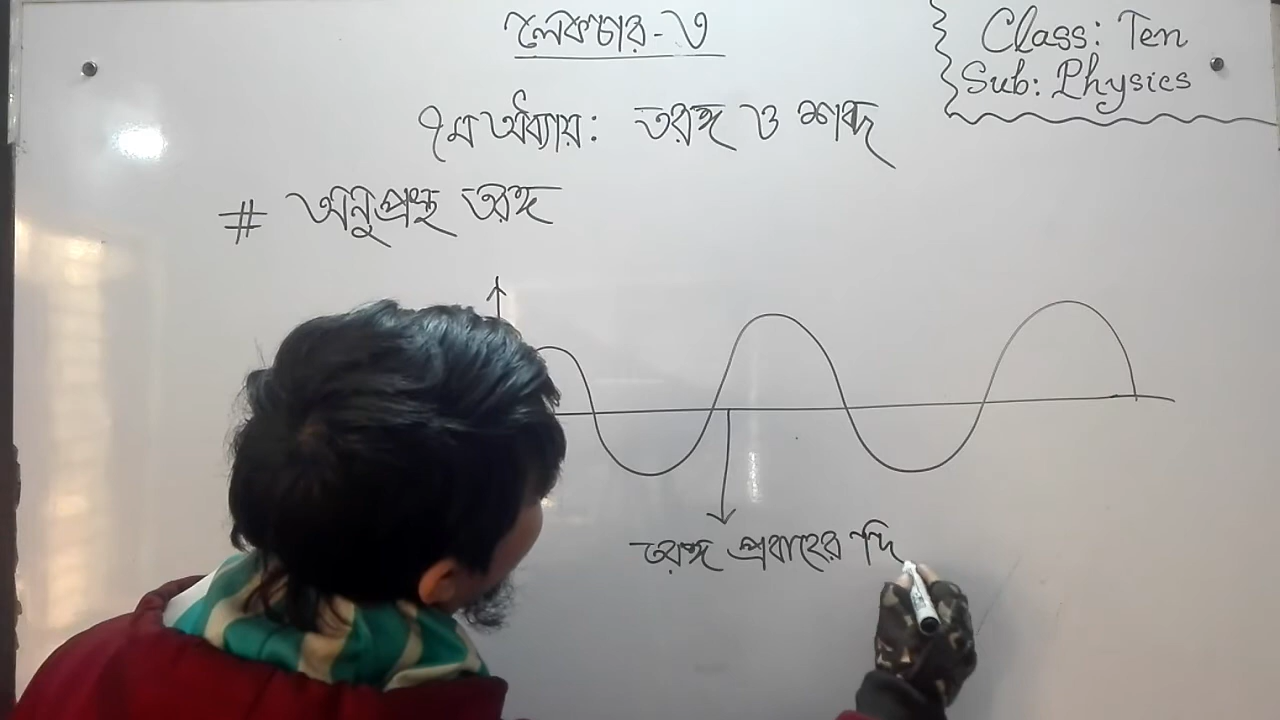 লেকচার-৩
Class: Ten
Sub: Physics
৭ম অধ্যায়: তরঙ্গ ও শব্দ
# অনুপ্রস্থ তরঙ্গ
তরঙ্গ প্রবাহের দি